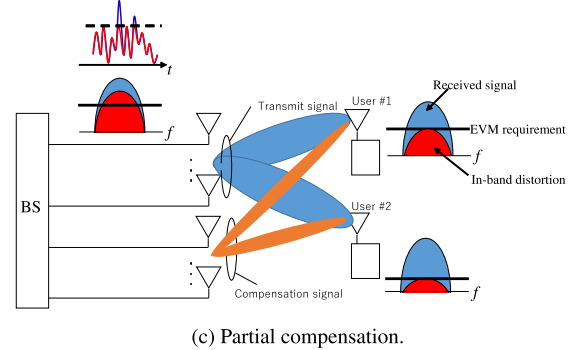 t
f
Transmit signal
User #1
Received signal
EVM requirement
f
In-band distortion
BS
User #2
f
Compensation signal
(c) Partial compensation.